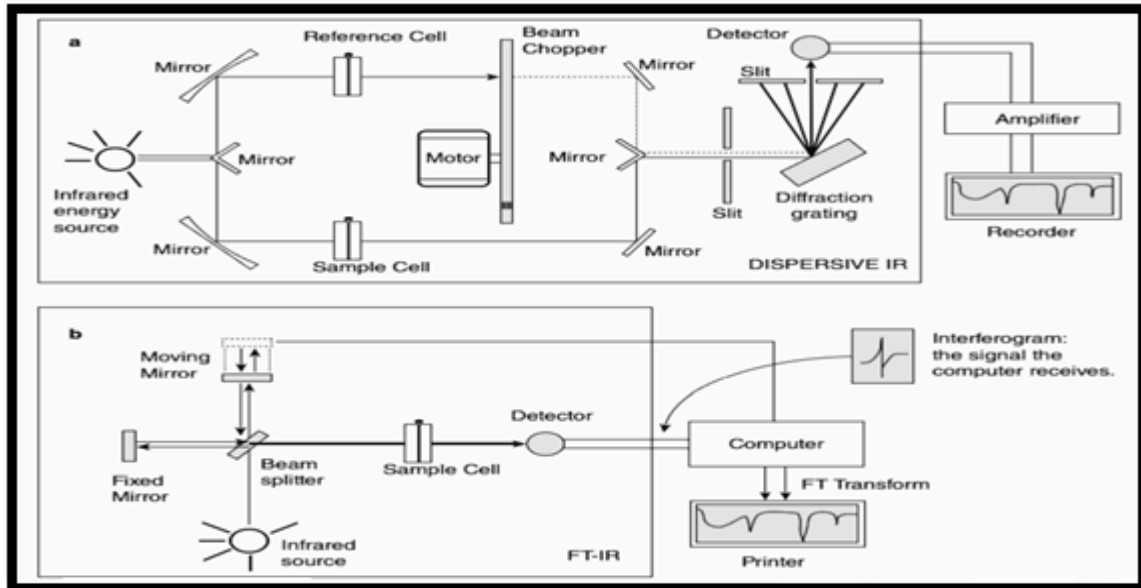 a
Reference Cell
Beam
Chopper
Mirror
Mirror
Detector
Slit
Amplifier
Mirror
Motor
Mirror
Infrared
energy
source
Slit
Diffraction
grating
Recorder
Mirror
Sample Cell
Mirror
DISPERSIVE IR
b
Moving
Mirror
Interferogram:
the signal the
computer receives.
Detector
Computer
Fixed
Mirror
Beam
splitter
Sample Cell
FT Transform
Infrared
source
FT-IR
Printer